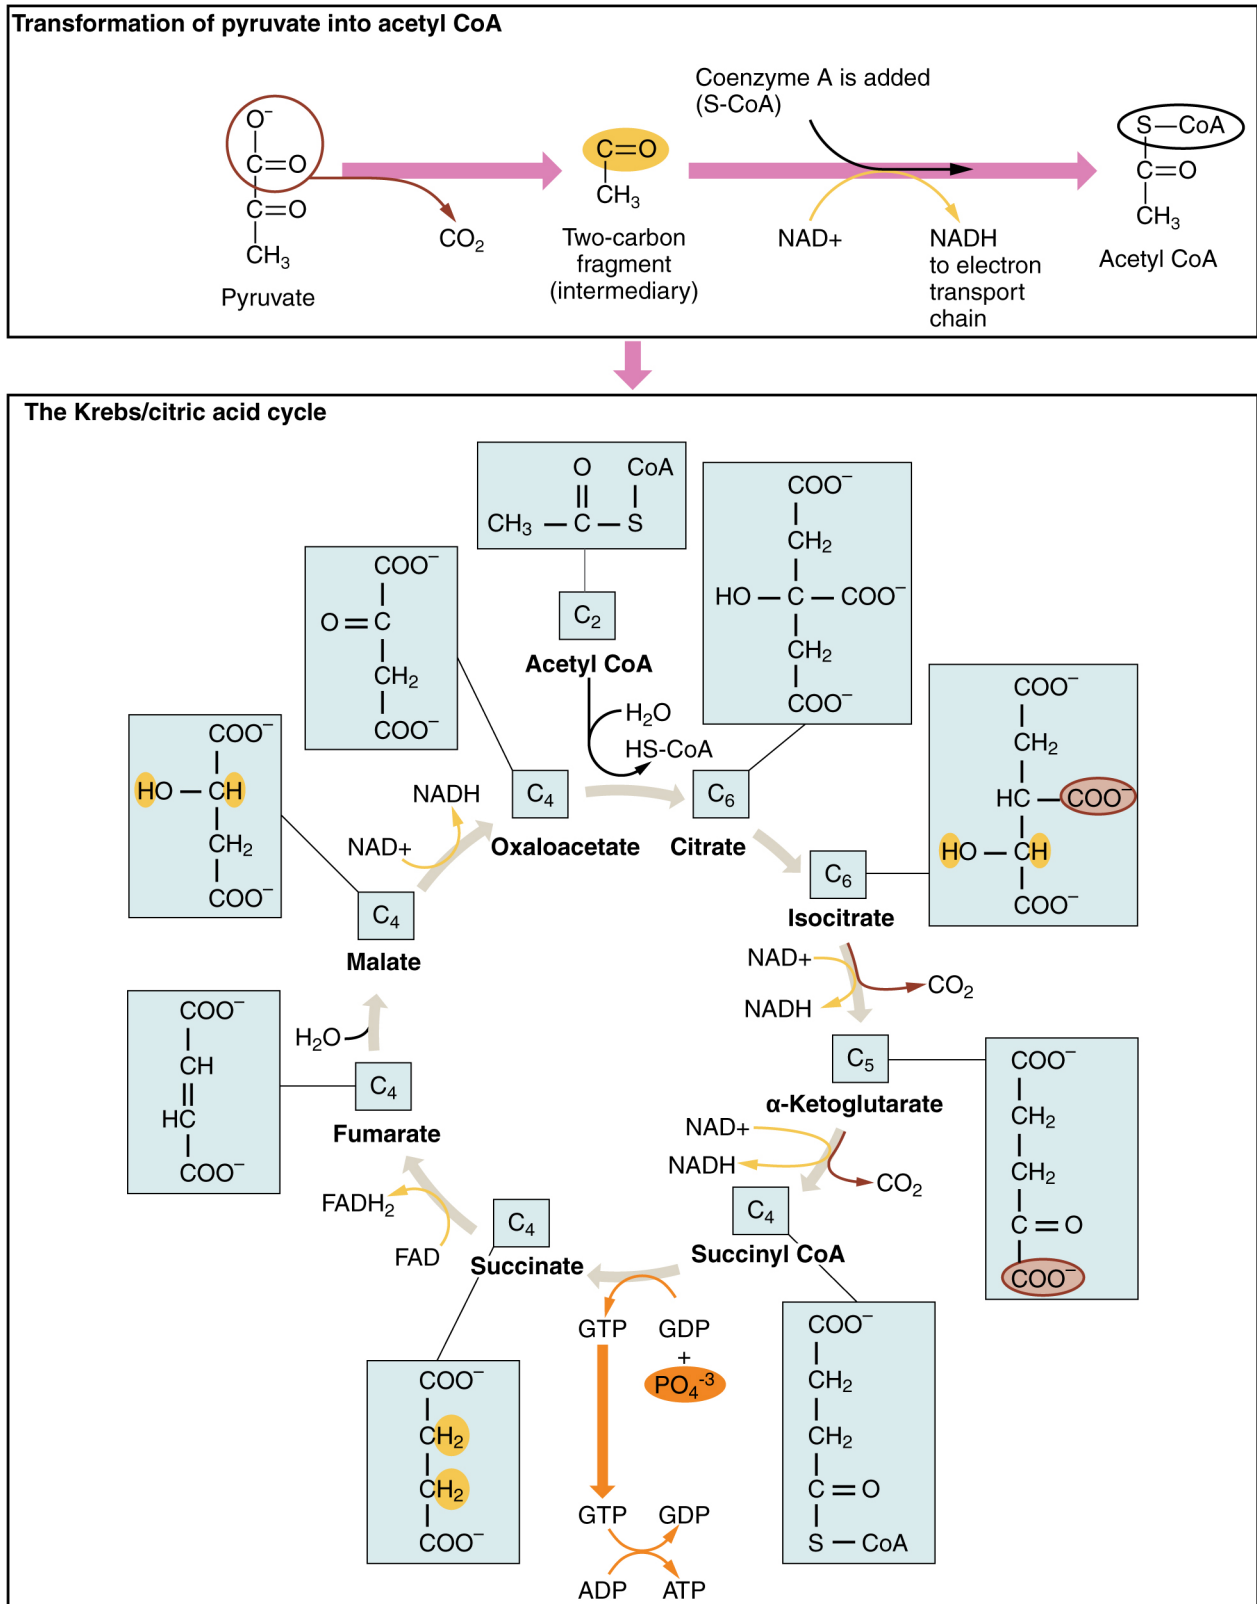 Transformation of pyruvate into acetyl CoA
O⁻
C=O
C=O
CH₃
Pyruvate
CO₂
C=O
CH₃
Two-carbon
fragment
(intermediary)
Coenzyme A is added
(S-CoA)
NAD+
NADH
to electron
transport
chain
S—CoA
C=O
CH₃
Acetyl CoA
The Krebs/citric acid cycle
O CoA
CH₃ — C — S
C₂
Acetyl CoA
H₂O
HS-CoA
COO⁻
O=C
CH₂
COO⁻
C₄
Oxaloacetate
COO⁻
CH₂
HO — C — COO⁻
CH₂
COO⁻
C₆
Citrate
COO⁻
CH₂
HC — COO⁻
HO — CH
COO⁻
C₆
Isocitrate
NAD+
NADH
CO₂
C₅
α-Ketoglutarate
COO⁻
CH₂
CH₂
C=O
COO⁻
NAD+
NADH
CO₂
C₄
Succinyl CoA
COO⁻
CH₂
CH₂
C=O
S — CoA
GTP GDP
+
PO₄⁻³
GTP GDP
ADP ATP
C₄
Succinate
COO⁻
CH₂
CH₂
COO⁻
FADH₂
FAD
C₄
Fumarate
COO⁻
CH
HC
COO⁻
H₂O
C₄
Malate
COO⁻
HO — CH
CH₂
COO⁻
NAD+
NADH